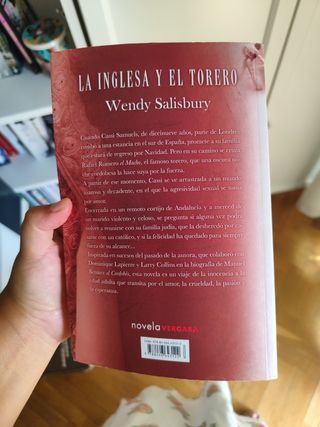 LA INGLESA Y EL TORERO
Wendy Salisbury
Cuando Cassi Samuels, de diecinueve años, parte de Londres
rumbo a una estancia en el sur de España, promete a su familia
que estará de regreso por Navidad. Pero en su camino se cruza
Rafael Romero el Macho, el famoso torero, que una oscura no-
che cordobesa la hace suya por la fuerza.
A partir de ese momento, Cassi se ve arrastrada a un mundo
y decadente, en el que la agresividad sexual se toma
por amor.
Encerrada en un remoto cortijo de Andalucía y a merced de
un mundo violento y celoso, se pregunta si alguna vez podrá
volver a reunirse con su familia judía, que la desheredó por ca-
sarse con un católico, y si la felicidad ha quedado para siempre
fuera de su alcance...
Inspirada en sucesos del pasado de la autora, que colaboró con
Dominique Lapierre y Larry Collins en la biografía de Manuel
Benítez el Cordobés, esta novela es un viaje de la inocencia a la
edad adulta que transita por el amor, la crueldad, la pasión
y la esperanza.
novelaVERGARA